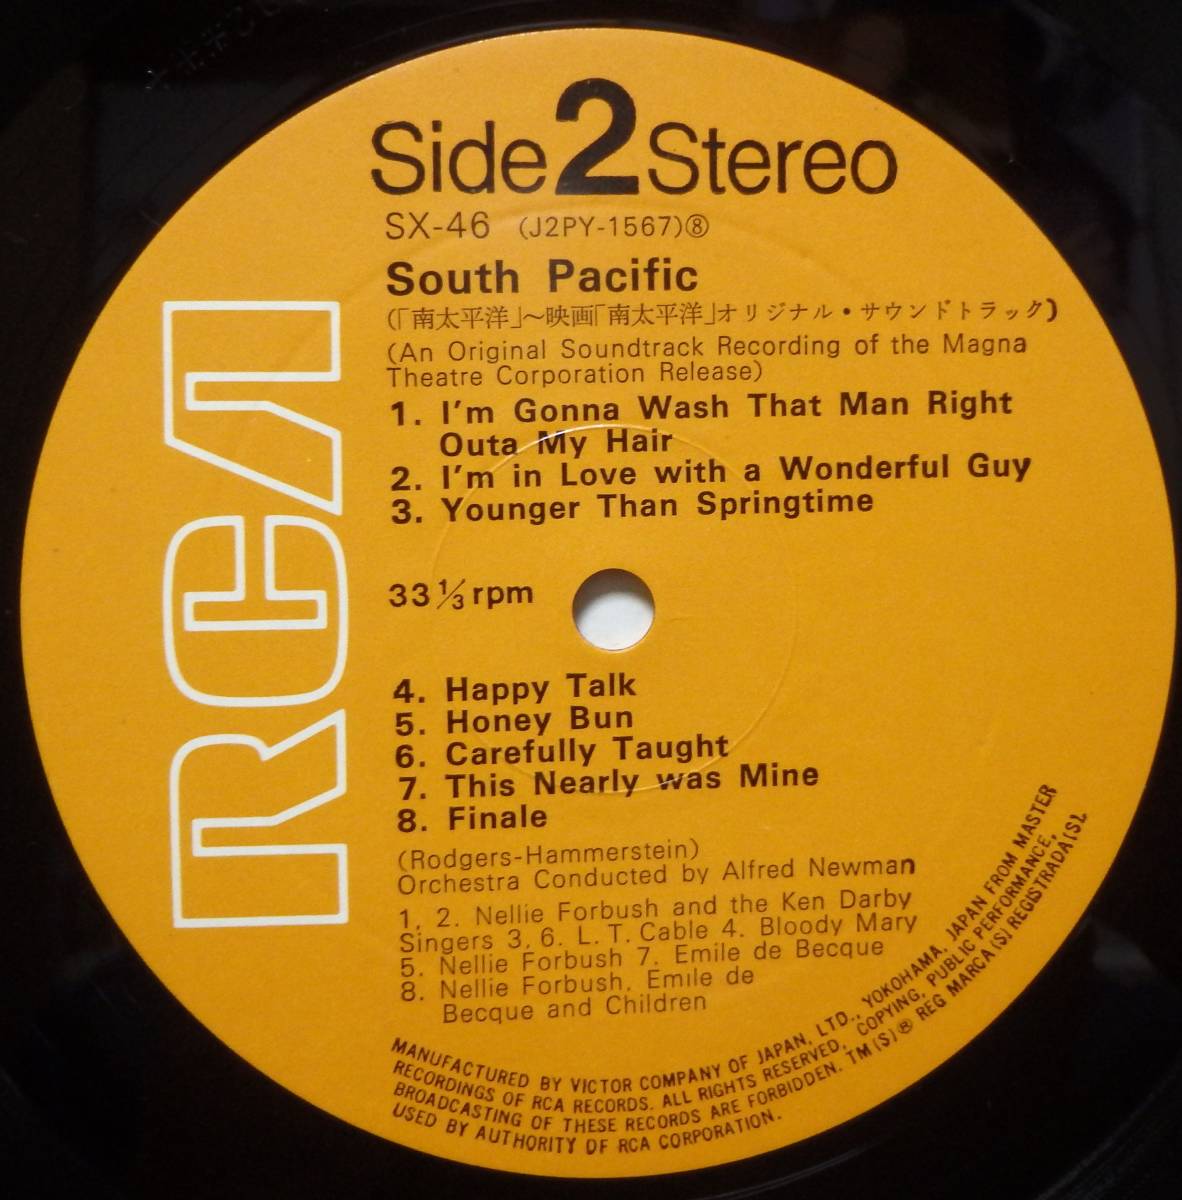 Side 2 Stereo
SX-46 (J2PY-1567)⑧
South Pacific
(「南太平洋」〜映画「南太平洋」オリジナル・サウンドトラック)
(An Original Soundtrack Recording of the Magna
Theatre Corporation Release)
1. I'm Gonna Wash That Man Right
Outa My Hair
2. I'm in Love with a Wonderful Guy
3. Younger Than Springtime
33⅓ rpm
4. Happy Talk
5. Honey Bun
6. Carefully Taught
7. This Nearly was Mine
8. Finale
(Rodgers-Hammerstein)
Orchestra Conducted by Alfred Newman
1. 2. Nellie Forbush and the Ken Darby
Singers 3. 6. L. T. Cable 4. Bloody Mary
5. Nellie Forbush 7. Emile de Becque
8. Nellie Forbush. Emile de
Becque and Children
RCA
MANUFACTURED BY VICTOR COMPANY OF JAPAN, LTD., YOKOHAMA, JAPAN FROM MASTER
RECORDINGS OF RCA RECORDS. ALL RIGHTS RESERVED. COPYING, PUBLIC PERFORMANCE,
BROADCASTING OF THESE RECORDS ARE FORBIDDEN. TM(S)® REG MARCA(S) REGISTRADA(S)
USED BY AUTHORITY OF RCA CORPORATION.